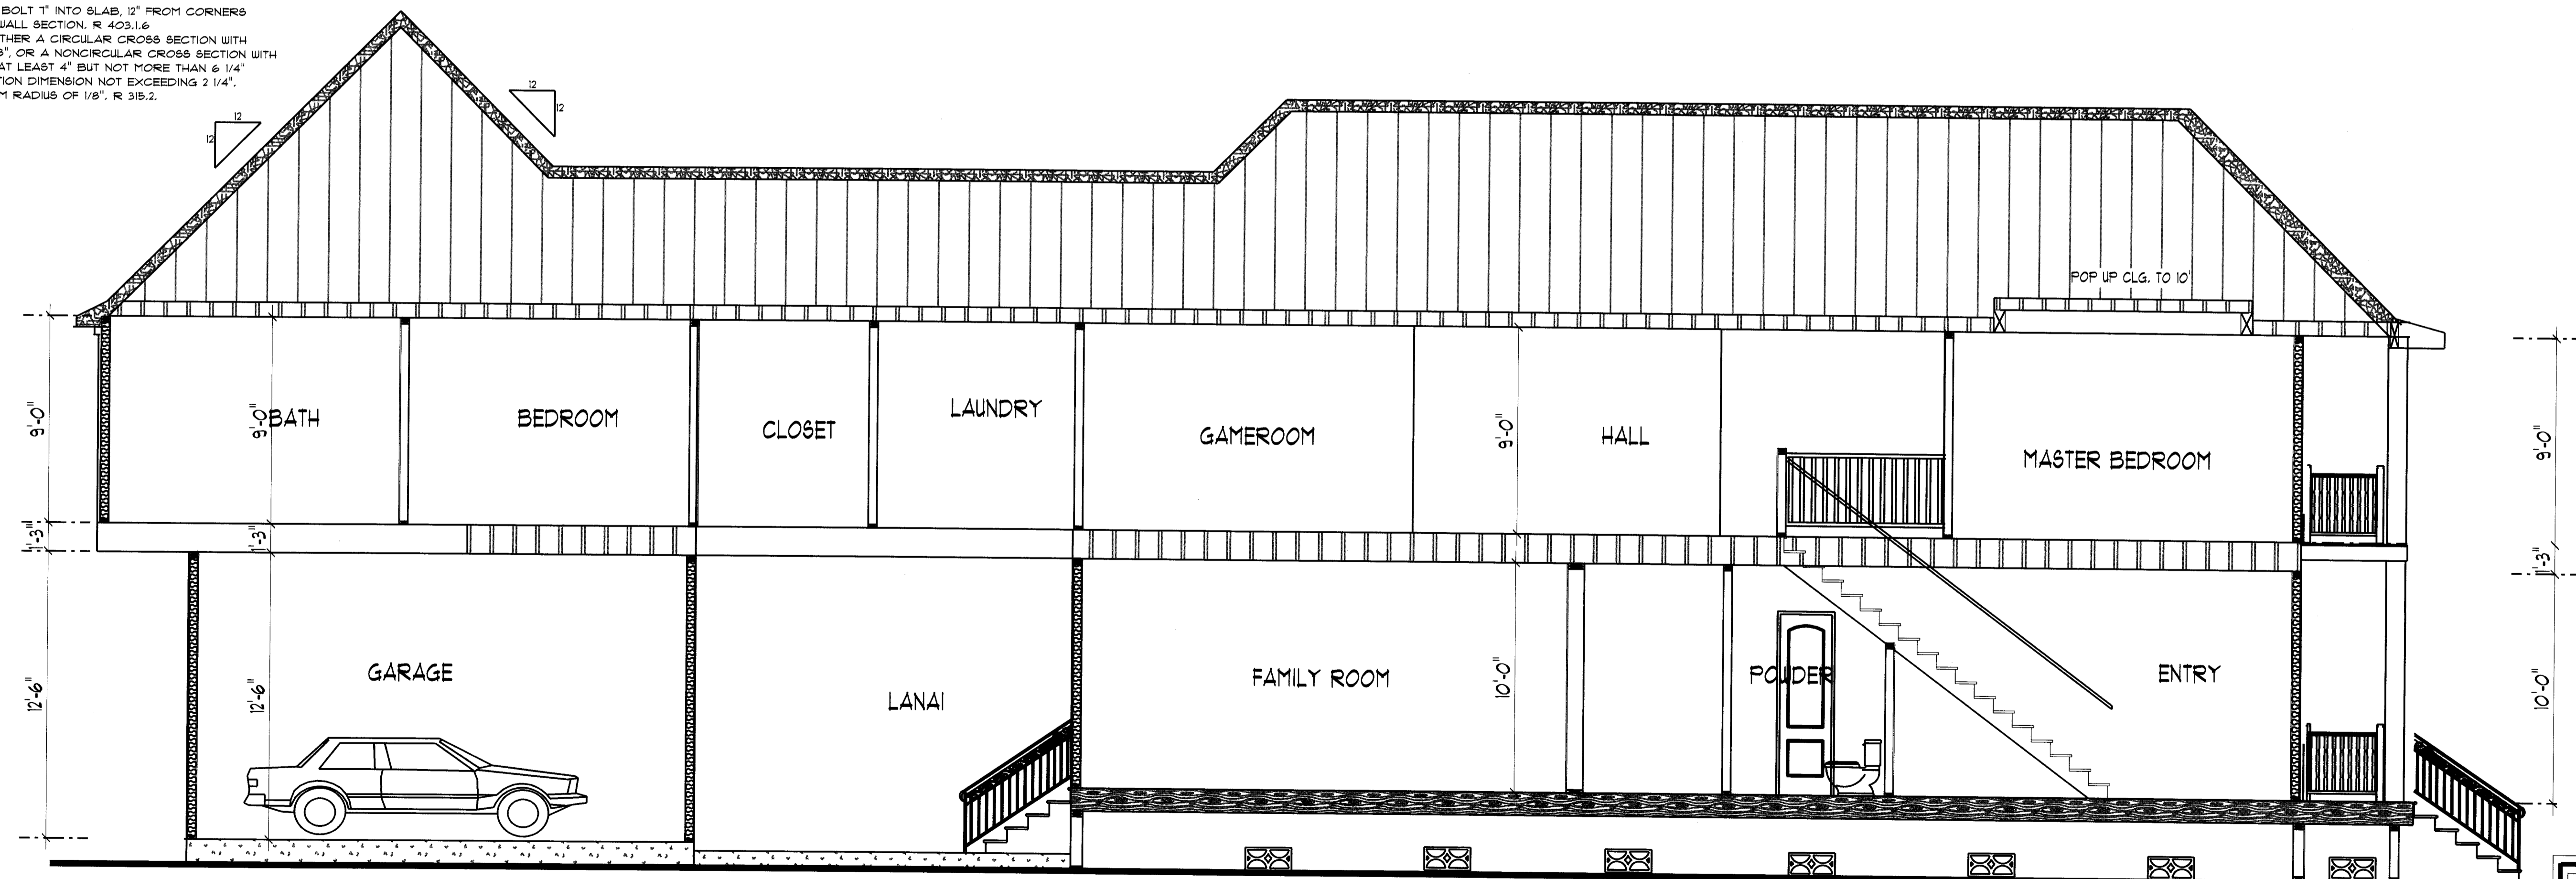 BOLT 7" INTO SLAB, 12" FROM CORNERS
WALL SECTION. R 403.1.6
THER A CIRCULAR CROSS SECTION WITH
8", OR A NONCIRCULAR CROSS SECTION WITH
AT LEAST 4" BUT NOT MORE THAN 6 1/4"
TION DIMENSION NOT EXCEEDING 2 1/4".
M RADIUS OF 1/8". R 315.2.
12
12
12
12
POP UP CLG. TO 10'
9'-0"
9'-0"
BATH
BEDROOM
CLOSET
LAUNDRY
GAMEROOM
9'-0"
HALL
MASTER BEDROOM
9'-0"
1'-3"
1'-3"
1'-3"
12'-6"
12'-6"
GARAGE
LANAI
FAMILY ROOM
10'-0"
POWDER
ENTRY
10'-0"